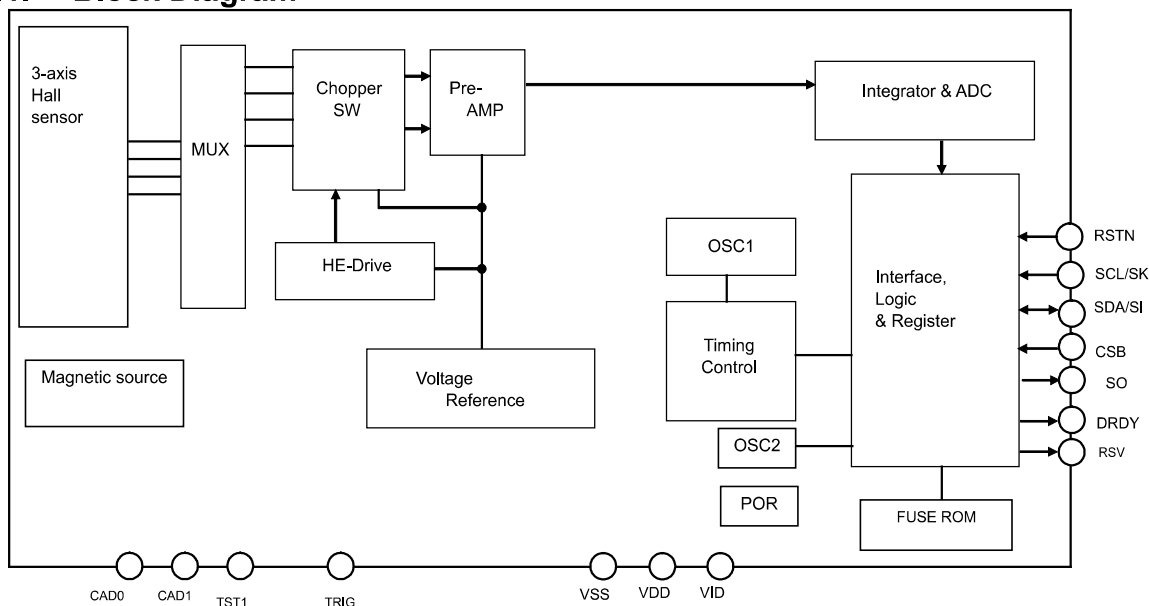 3-axis
Hall
sensor
MUX
Chopper
SW
Pre-
AMP
Integrator & ADC
HE-Drive
OSC1
Interface,
Logic
& Register
Timing
Control
Magnetic source
Voltage
Reference
OSC2
POR
FUSE ROM
RSTN
SCL/SK
SDA/SI
CSB
SO
DRDY
RSV
CAD0
CAD1
TST1
TRIG
VSS
VDD
VID